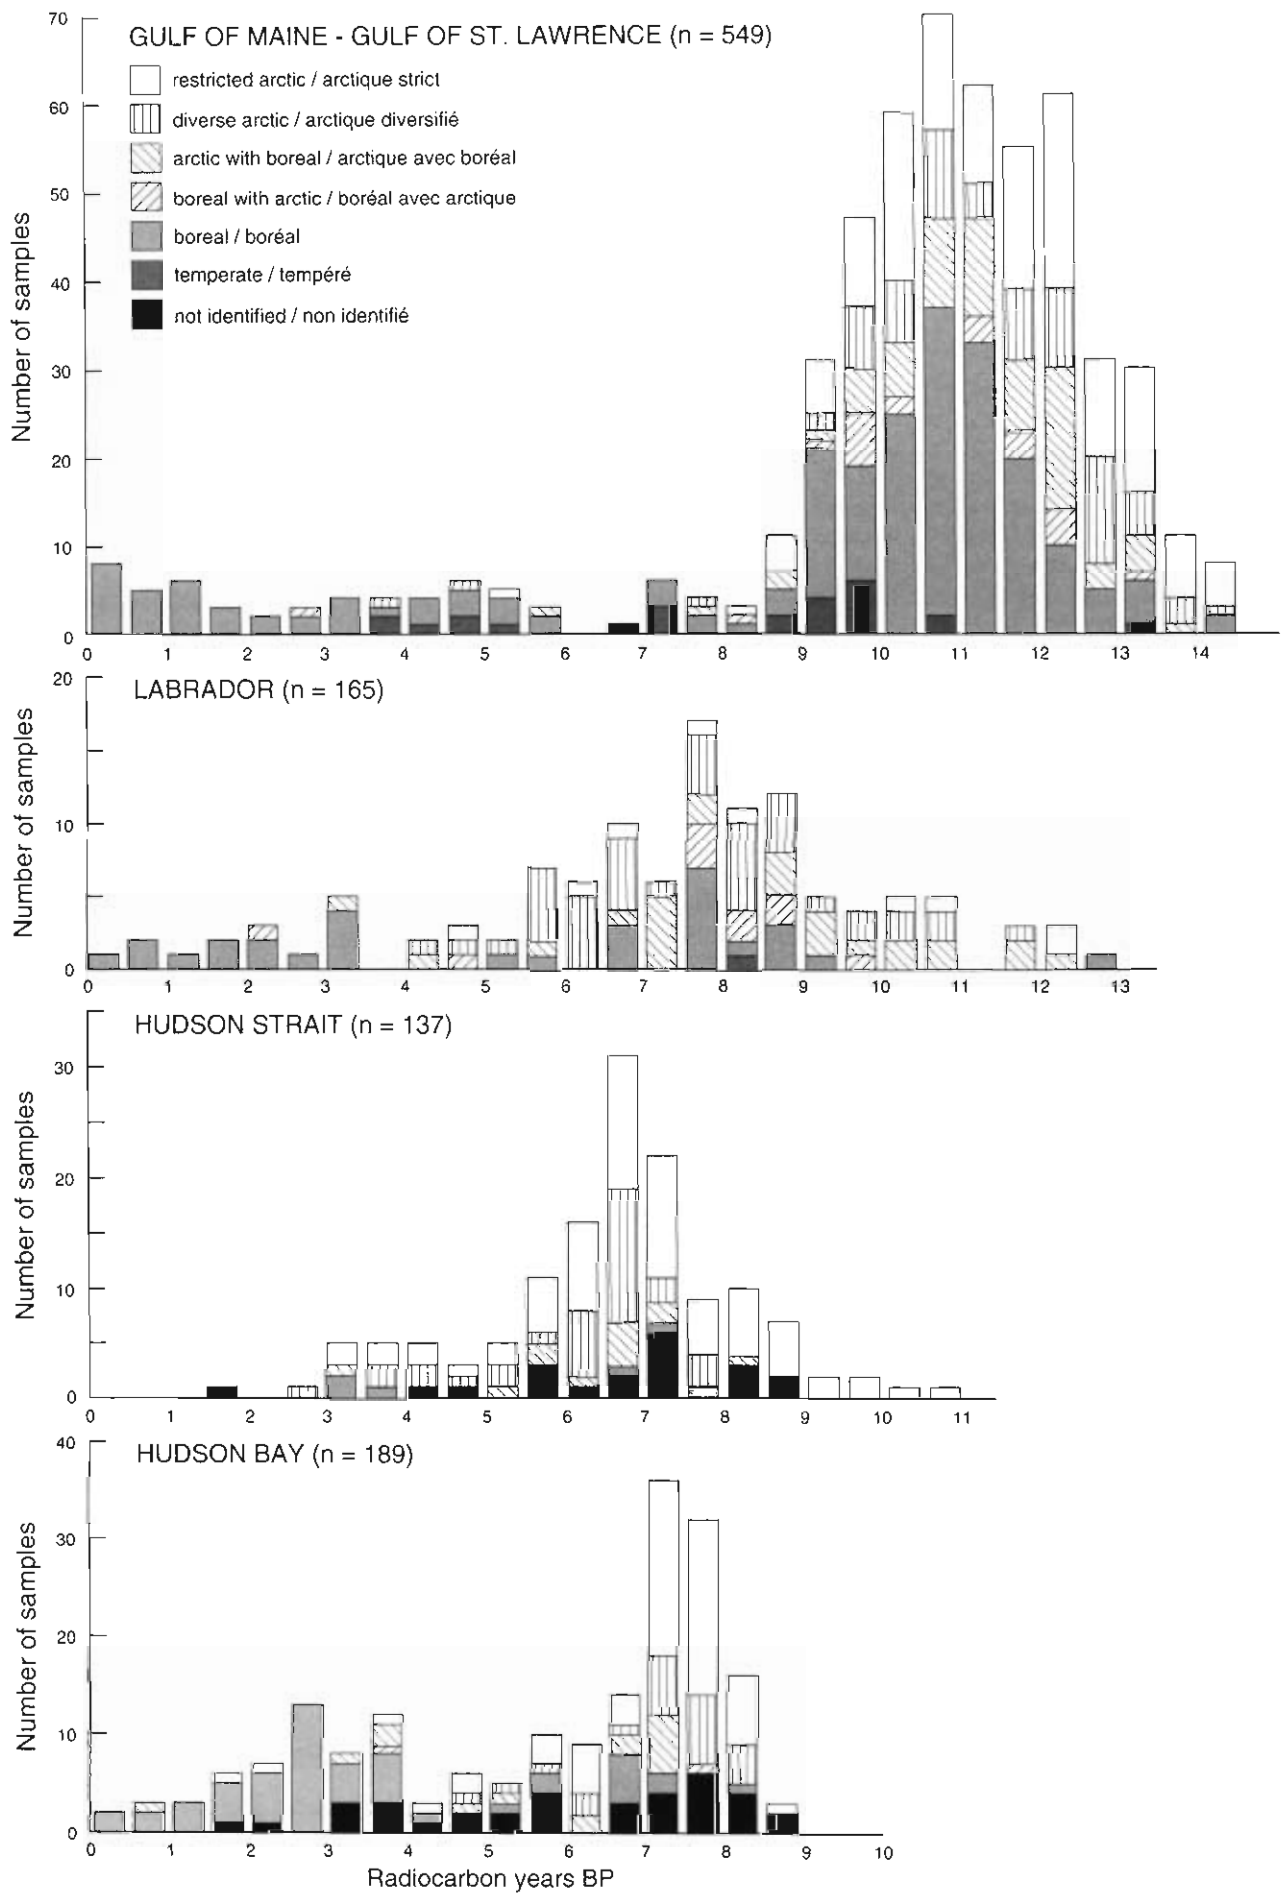 GULF OF MAINE - GULF OF ST. LAWRENCE (n = 549)
restricted arctic / arctique strict
diverse arctic / arctique diversifié
arctic with boreal / arctique avec boréal
boreal with arctic / boréal avec arctique
boreal / boréal
temperate / tempéré
not identified / non identifié
Number of samples
70
60
50
40
30
20
10
0
0 1 2 3 4 5 6 7 8 9 10 11 12 13 14
LABRADOR (n = 165)
Number of samples
20
10
0
0 1 2 3 4 5 6 7 8 9 10 11 12 13
HUDSON STRAIT (n = 137)
Number of samples
30
20
10
0
0 1 2 3 4 5 6 7 8 9 10 11
HUDSON BAY (n = 189)
Number of samples
40
30
20
10
0
0 1 2 3 4 5 6 7 8 9 10
Radiocarbon years BP